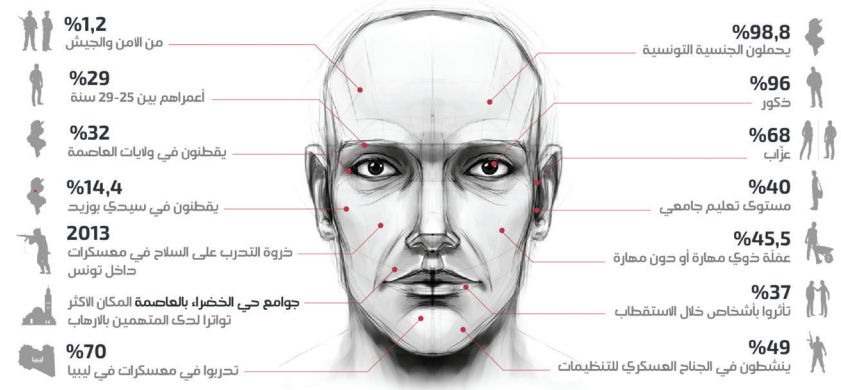 %98,8
يحملون الجنسية التونسية
%96
ذكور
%68
عزّاب
%40
مستوى تعليم جامعي
%45,5
عملة ذوي مهارة أو دون مهارة
%37
تأثروا بأشخاص خلال الاستقطاب
%49
ينشطون في الجناح العسكري للتنظيمات
%1,2
من الامن والجيش
%29
أعمراهم بين 25-29 سنة
%32
يقطنون في ولايات العاصمة
%14,4
يقطنون في سيدي بوزيد
2013
ذروة التدرب على السلاح في معسكرات
داخل تونس
جوامع حي الخضراء بالعاصمة المكان الاكثر
تواترا لدى المتهمين بالارهاب
%70
تدربوا في معسكرات في ليبيا
ليبيا